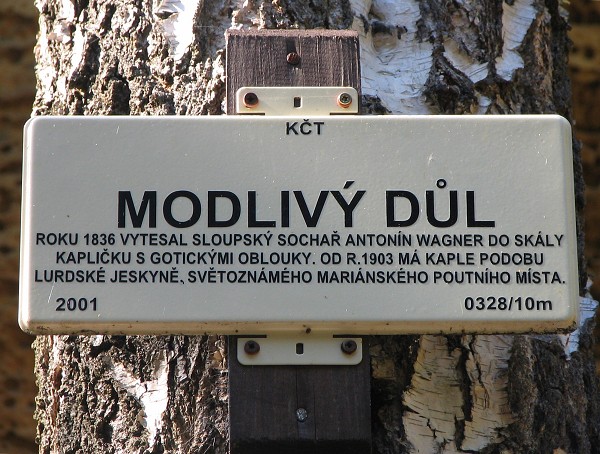 KČT
MODLIVÝ DŮL
ROKU 1836 VYTESAL SLOUPSKÝ SOCHAŘ ANTONÍN WAGNER DO SKÁLY
KAPLIČKU S GOTICKÝMI OBLOUKY. OD R.1903 MÁ KAPLE PODOBU
LURDSKÉ JESKYNĚ, SVĚTOZNÁMÉHO MARIÁNSKÉHO POUTNÍHO MÍSTA.
2001 0328/10m